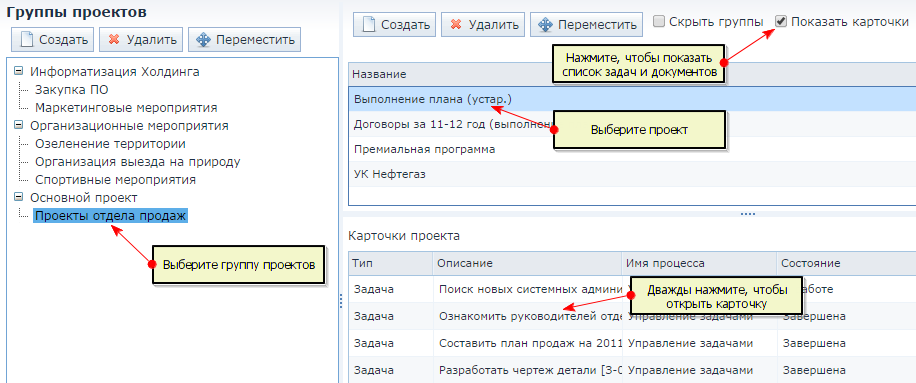 Группы проектов
Создать Удалить Переместить
Информатизация Холдинга
Закупка ПО
Маркетинговые мероприятия
Организационные мероприятия
Озеленение территории
Организация выезда на природу
Спортивные мероприятия
Основной проект
Проекты отдела продаж
Выберите группу проектов
Создать Удалить Переместить Скрыть группы Показать карточки
Нажмите, чтобы показать
список задач и документов
Название
Выполнение плана (устар.)
Выберите проект
Договоры за 11-12 год (выполнен
Премиальная программа
УК Нефтегаз
Карточки проекта
Тип Описание Имя процесса Состояние
Дважды нажмите, чтобы
открыть карточку
Задача Поиск новых системных админи
Задача Ознакомить руководителей отде Управление задачами Завершена
Задача Составить план продаж на 2011 Управление задачами Завершена
Задача Разработать чертеж детали [З-0 Управление задачами Завершена